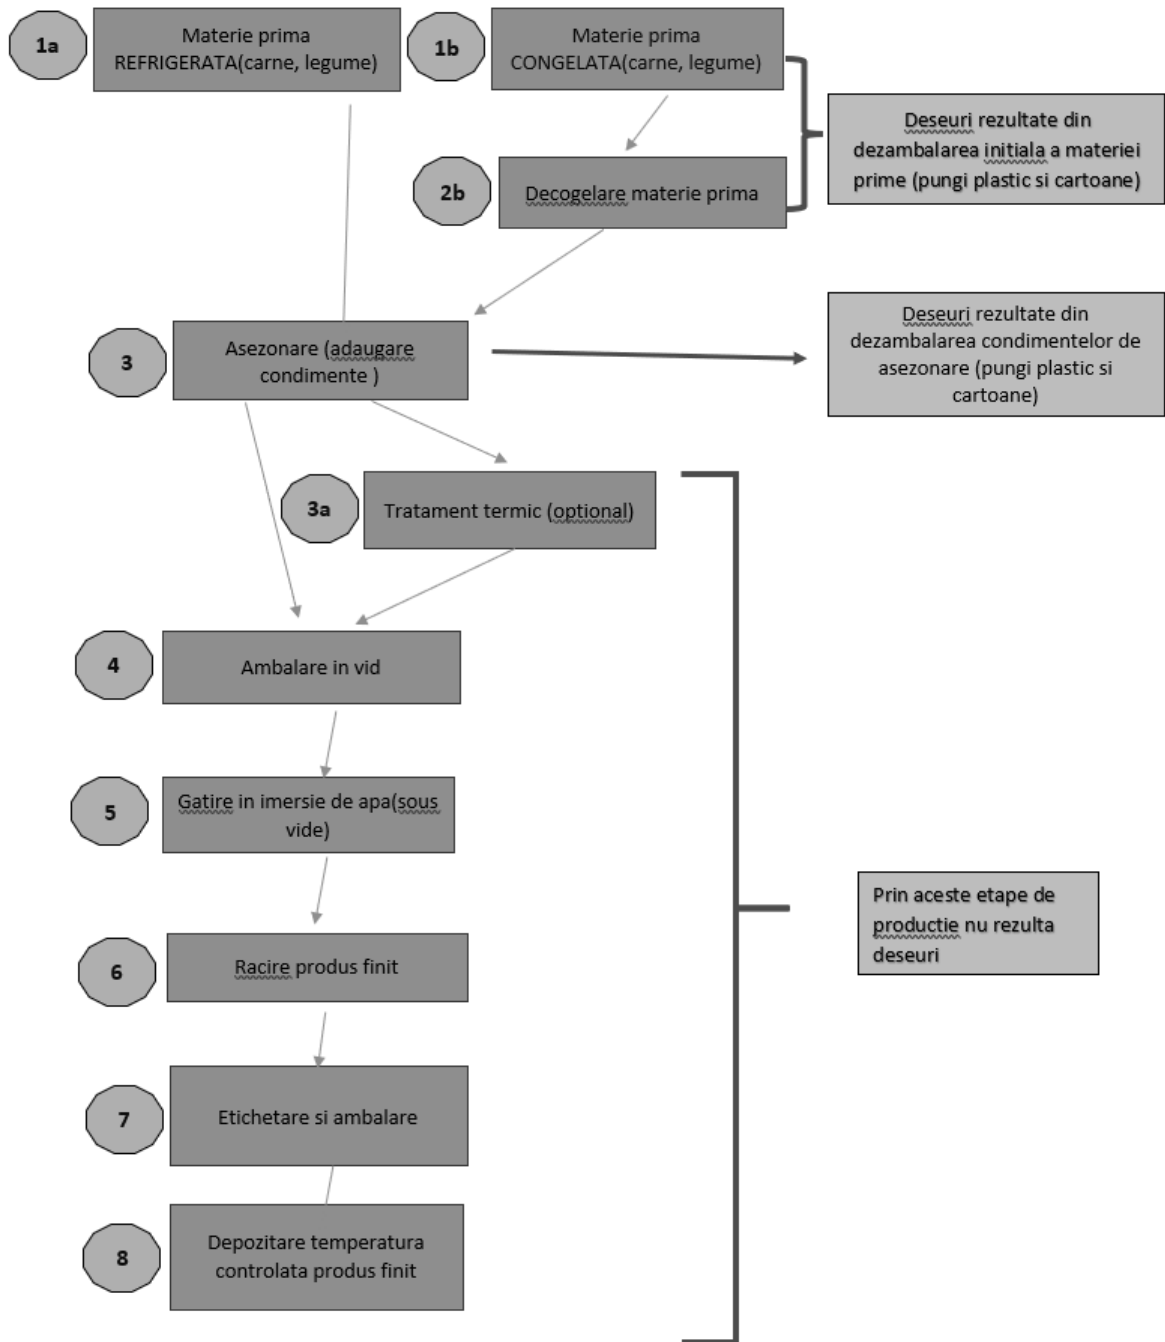 1a
Materie prima
REFRIGERATA(carne, legume)
1b
Materie prima
CONGELATA(carne, legume)
Deseuri rezultate din
dezambalarea initiala a materiei
prime (pungi plastic si cartoane)
2b
Decogelare materie prima
3
Asezonare (adaugare
condimente )
Deseuri rezultate din
dezambalarea condimentelor de
asezonare (pungi plastic si
cartoane)
3a
Tratament termic (optional)
4
Ambalare in vid
5
Gatire in imersie de apa(sous
vide)
Prin aceste etape de
productie nu rezulta
deseuri
6
Racire produs finit
7
Etichetare si ambalare
8
Depozitare temperatura
controlata produs finit